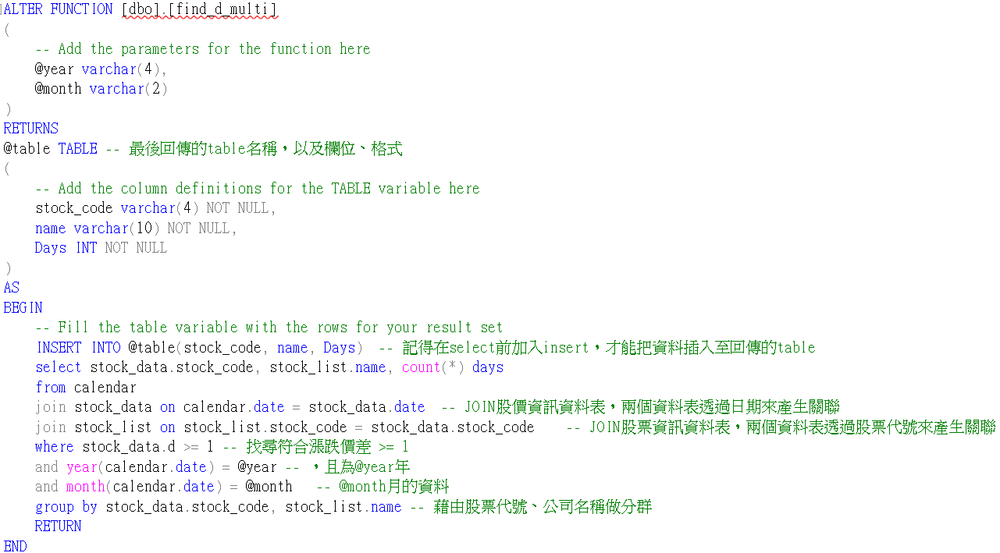 ALTER FUNCTION [dbo].[find_d_multi]
(
-- Add the parameters for the function here
@year varchar(4),
@month varchar(2)
)
RETURNS
@table TABLE -- 最後回傳的table名稱，以及欄位、格式
(
-- Add the column definitions for the TABLE variable here
stock_code varchar(4) NOT NULL,
name varchar(10) NOT NULL,
Days INT NOT NULL
)
AS
BEGIN
-- Fill the table variable with the rows for your result set
INSERT INTO @table(stock_code, name, Days) -- 記得在select前加入insert，才能把資料插入至回傳的table
select stock_data.stock_code, stock_list.name, count(*) days
from calendar
join stock_data on calendar.date = stock_data.date -- JOIN股價資訊資料表，兩個資料表透過日期來產生關聯
join stock_list on stock_list.stock_code = stock_data.stock_code -- JOIN股票資訊資料表，兩個資料表透過股票代號來產生關聯
where stock_data.d >= 1 -- 找尋符合漲跌價差 >= 1
and year(calendar.date) = @year -- ，且為@year年
and month(calendar.date) = @month -- @month月的資料
group by stock_data.stock_code, stock_list.name -- 藉由股票代號、公司名稱做分群
RETURN
END